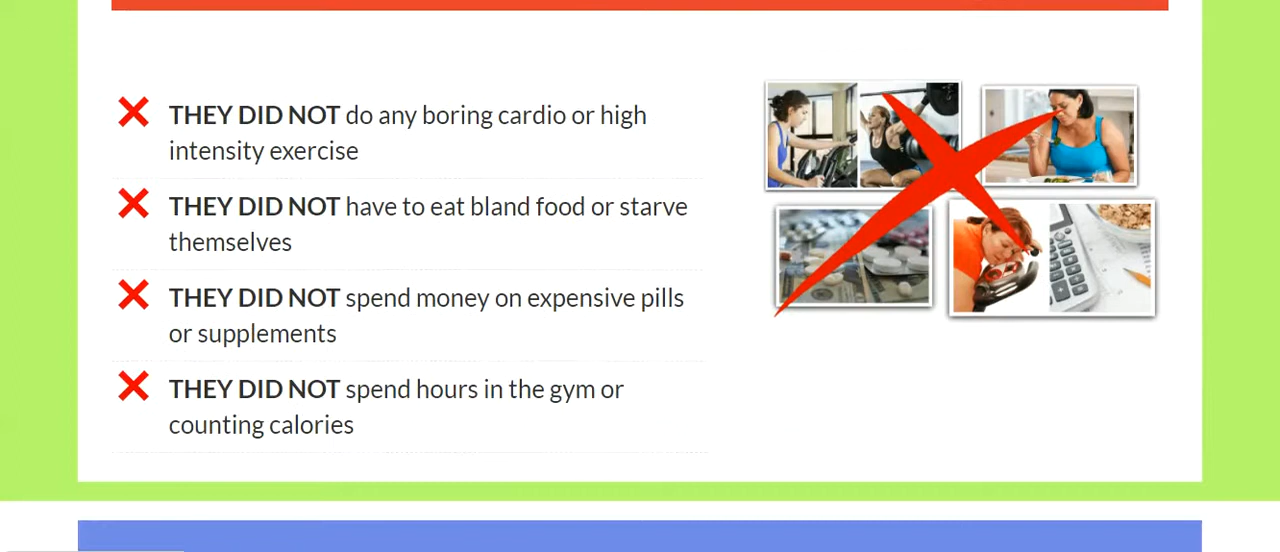 THEY DID NOT do any boring cardio or high
intensity exercise
THEY DID NOT have to eat bland food or starve
themselves
THEY DID NOT spend money on expensive pills
or supplements
THEY DID NOT spend hours in the gym or
counting calories